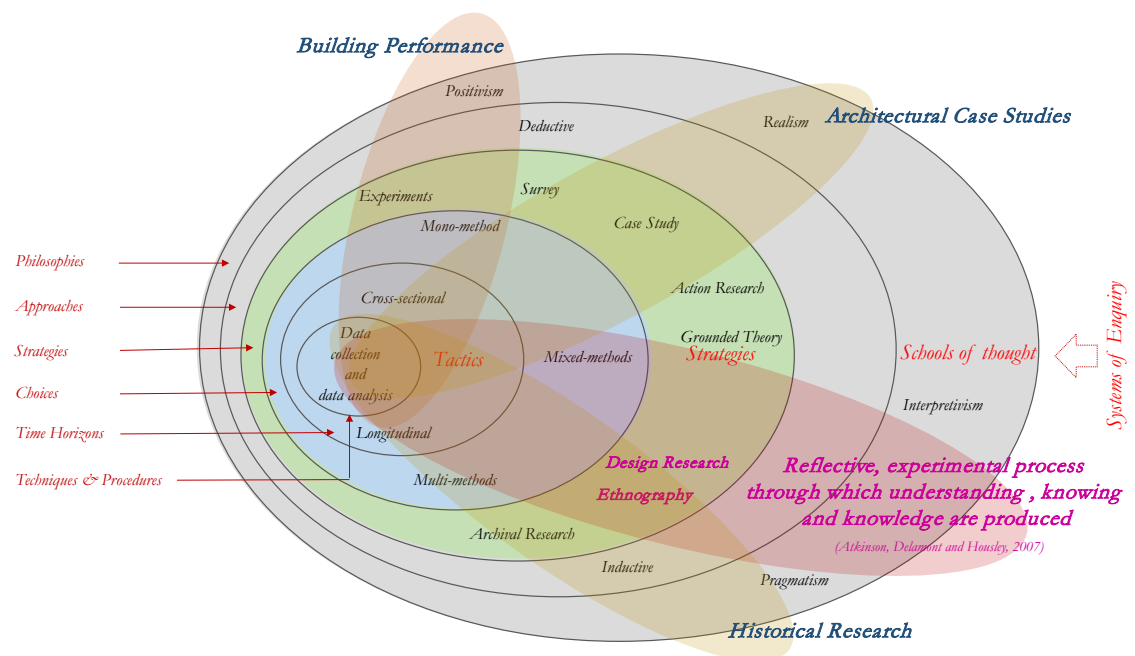 Building Performance
Positivism
Architectural Case Studies
Realism
Deductive
Survey
Experiments
Case Study
Mono-method
Philosophies
Action Research
Cross-sectional
Approaches
Data
collection
and
data analysis
Grounded Theory
Strategies
Tactics
Mixed-methods
Strategies
Schools of thought
Systems of Enquiry
Choices
Interpretivism
Time Horizons
Longitudinal
Design Research
Ethnography
Reflective, experimental process
through which understanding , knowing
and knowledge are produced
(Atkinson, Delamont and Housley, 2007)
Techniques & Procedures
Multi-methods
Archival Research
Inductive
Pragmatism
Historical Research